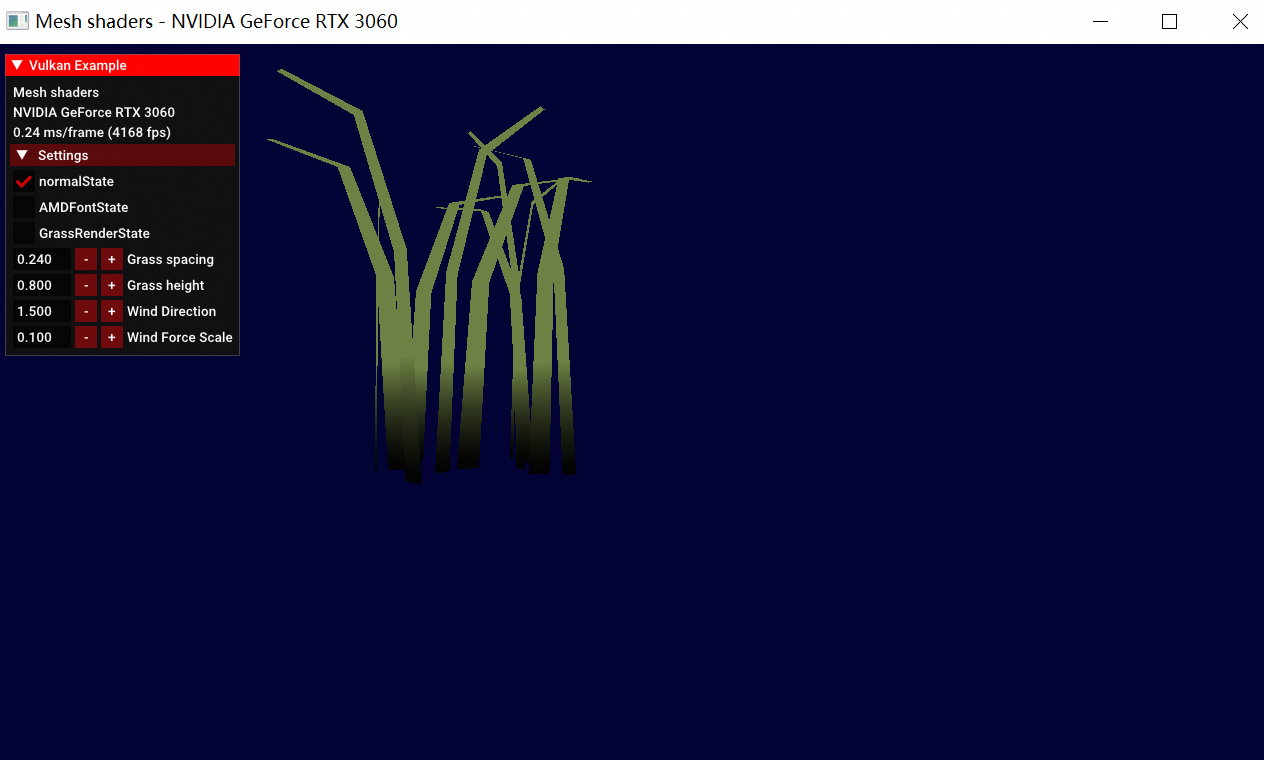 Mesh shaders - NVIDIA GeForce RTX 3060
Vulkan Example
Mesh shaders
NVIDIA GeForce RTX 3060
0.24 ms/frame (4168 fps)
Settings
normalState
AMDFontState
GrassRenderState
0.240 - + Grass spacing
0.800 - + Grass height
1.500 - + Wind Direction
0.100 - + Wind Force Scale